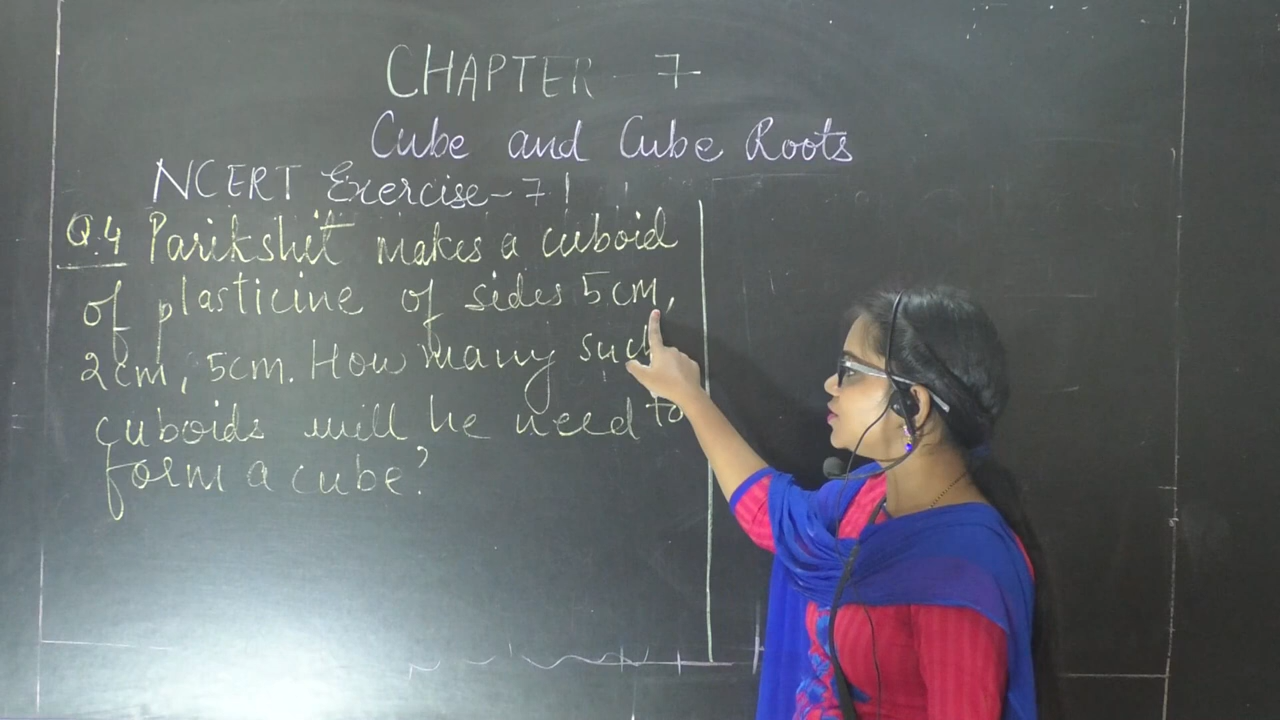 CHAPTER - 7
Cube and Cube Roots
NCERT Exercise-7.1
Q.4 Parikshit makes a cuboid
of plasticine of sides 5cm,
2cm, 5cm. How many such
cuboids will he need to
form a cube?